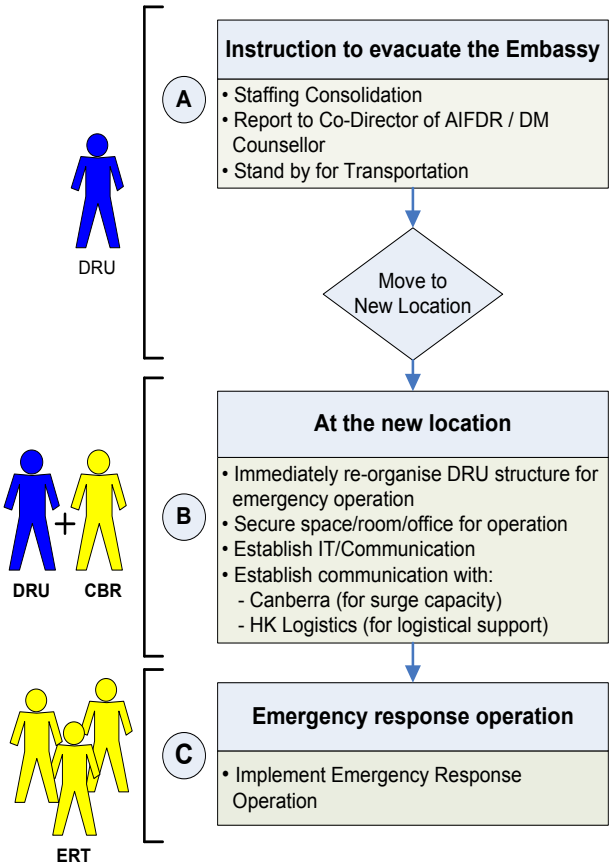 Instruction to evacuate the Embassy
A
• Staffing Consolidation
• Report to Co-Director of AIFDR / DM
Counsellor
• Stand by for Transportation
DRU
Move to
New Location
At the new location
• Immediately re-organise DRU structure for
emergency operation
• Secure space/room/office for operation
• Establish IT/Communication
• Establish communication with:
- Canberra (for surge capacity)
- HK Logistics (for logistical support)
B
+
DRU CBR
Emergency response operation
C
• Implement Emergency Response
Operation
ERT